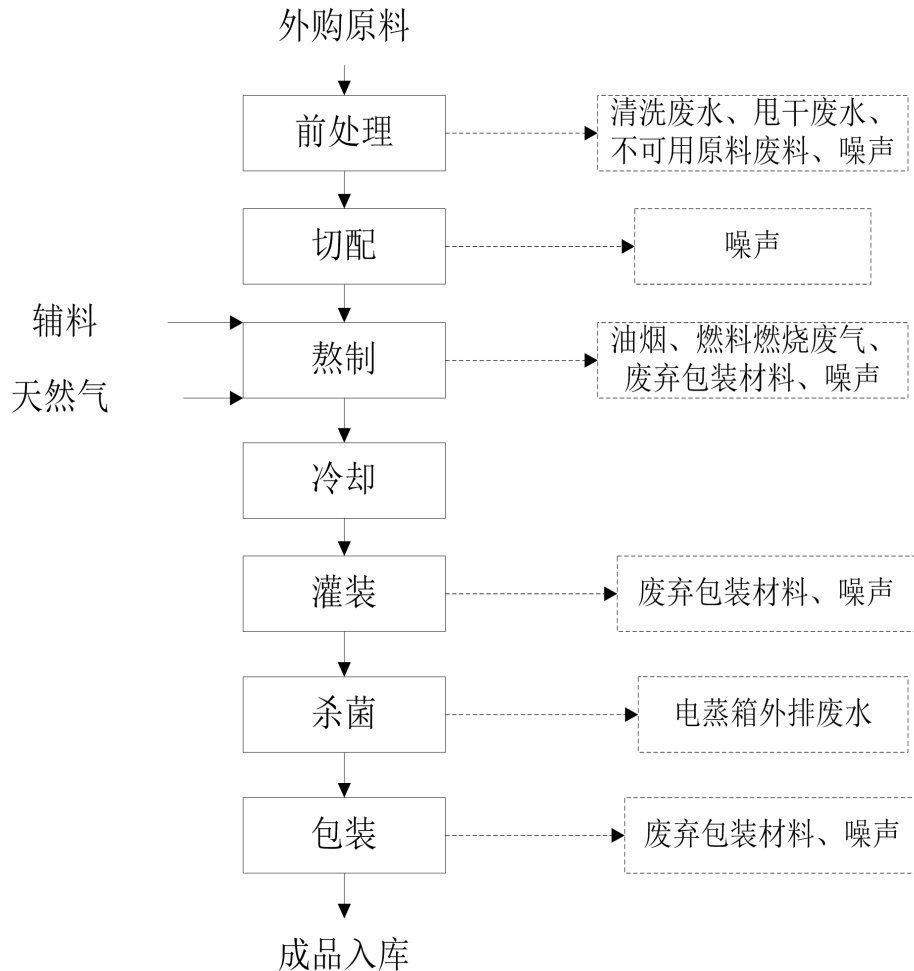 外购原料
前处理
清洗废水、甩干废水、
不可用原料废料、噪声
切配
噪声
辅料
天然气
熬制
油烟、燃料燃烧废气、
废弃包装材料、噪声
冷却
灌装
废弃包装材料、噪声
杀菌
电蒸箱外排废水
包装
废弃包装材料、噪声
成品入库